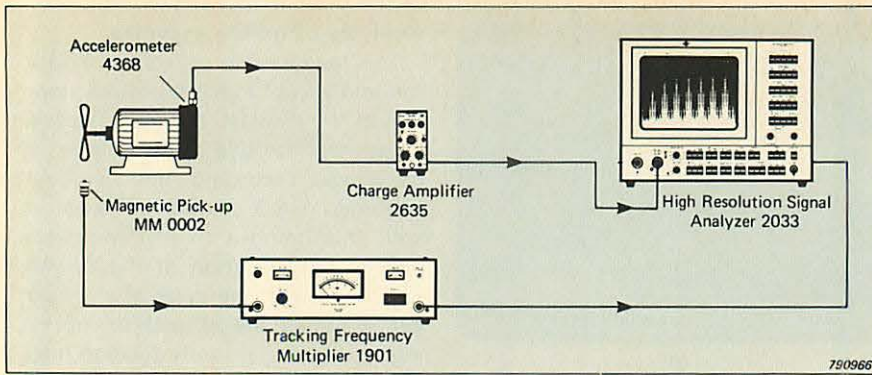 Accelerometer
4368
Magnetic Pick-up
MM 0002
Charge Amplifier
2635
High Resolution Signal
Analyzer 2033
Tracking Frequency
Multiplier 1901
790966